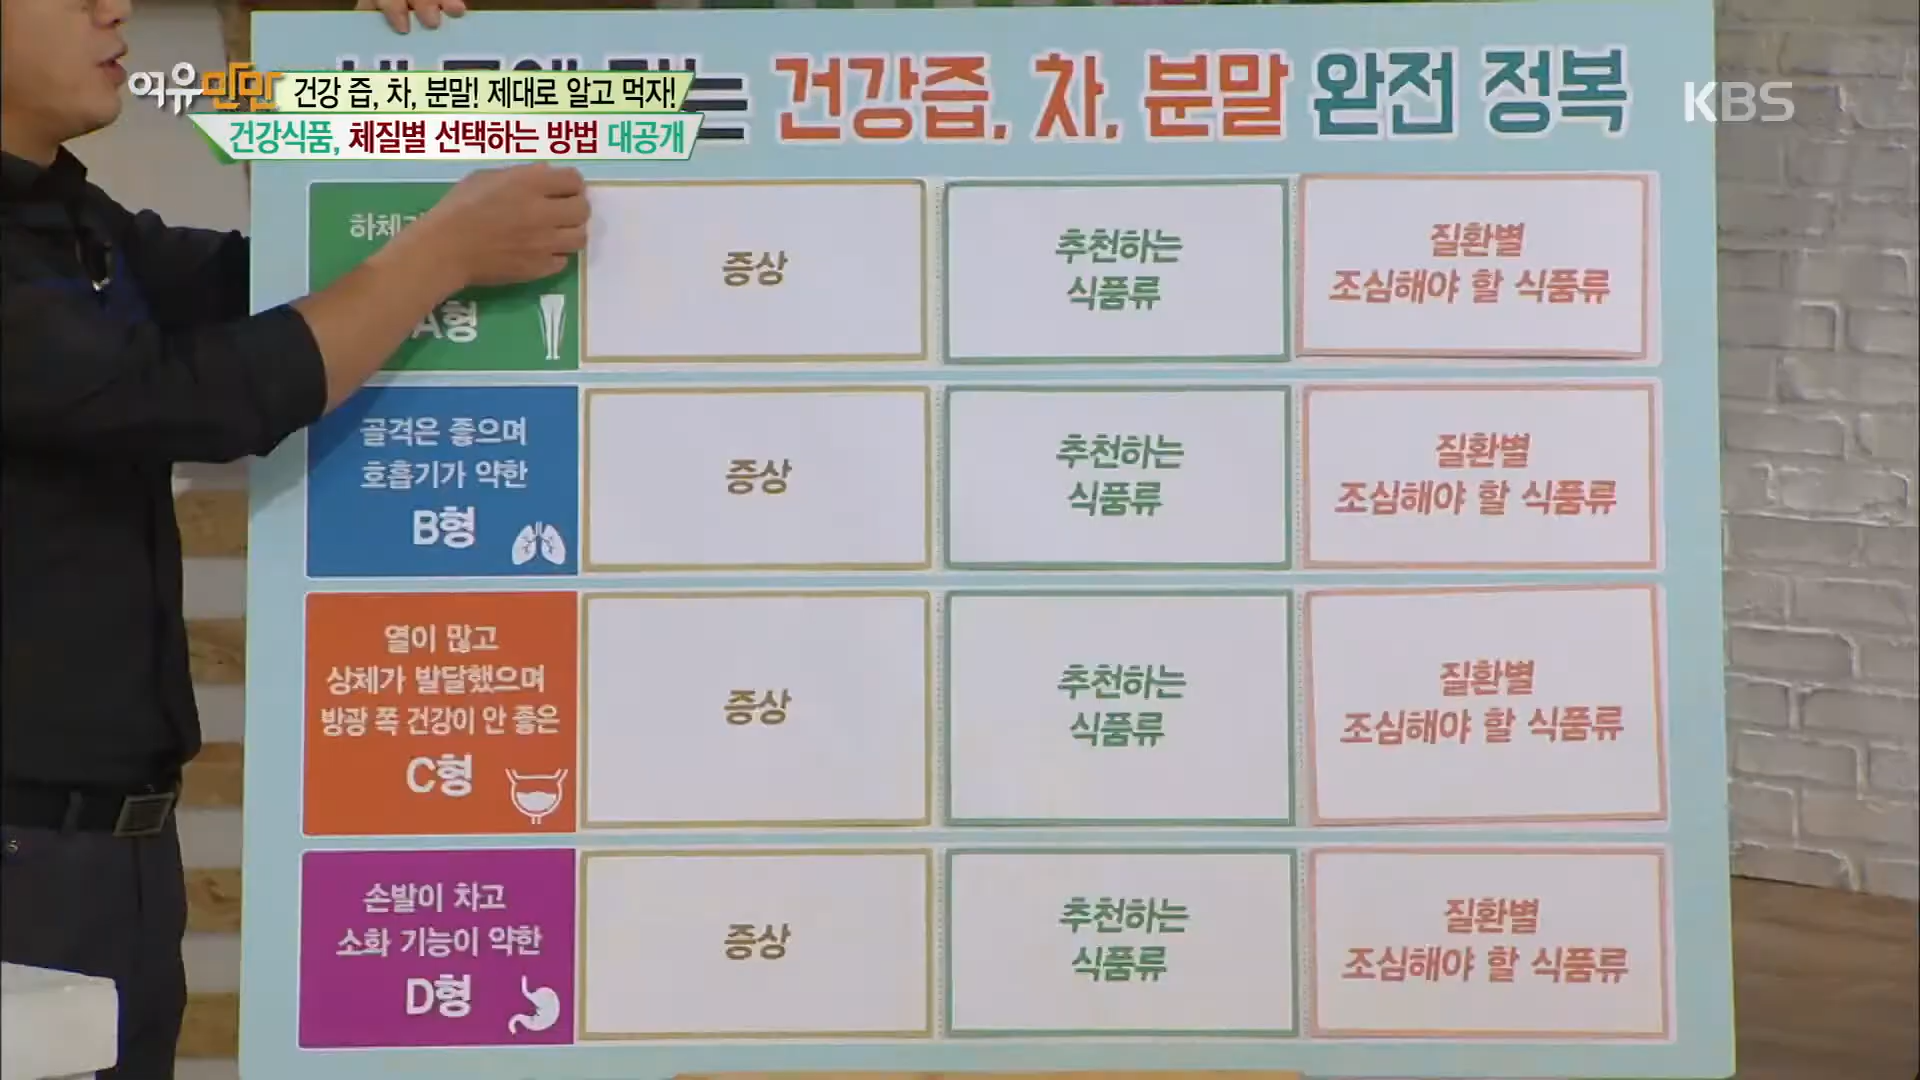 여유만만
건강 즙, 차, 분말! 제대로 알고 먹자!
건강식품, 체질별 선택하는 방법 대공개
건강즙, 차, 분말 완전 정복
KBS
A형
증상
추천하는
식품류
질환별
조심해야 할 식품류
골격은 좋으며
호흡기가 약한
B형
증상
추천하는
식품류
질환별
조심해야 할 식품류
열이 많고
상체가 발달했으며
방광 쪽 건강이 안 좋은
C형
증상
추천하는
식품류
질환별
조심해야 할 식품류
손발이 차고
소화 기능이 약한
D형
증상
추천하는
식품류
질환별
조심해야 할 식품류